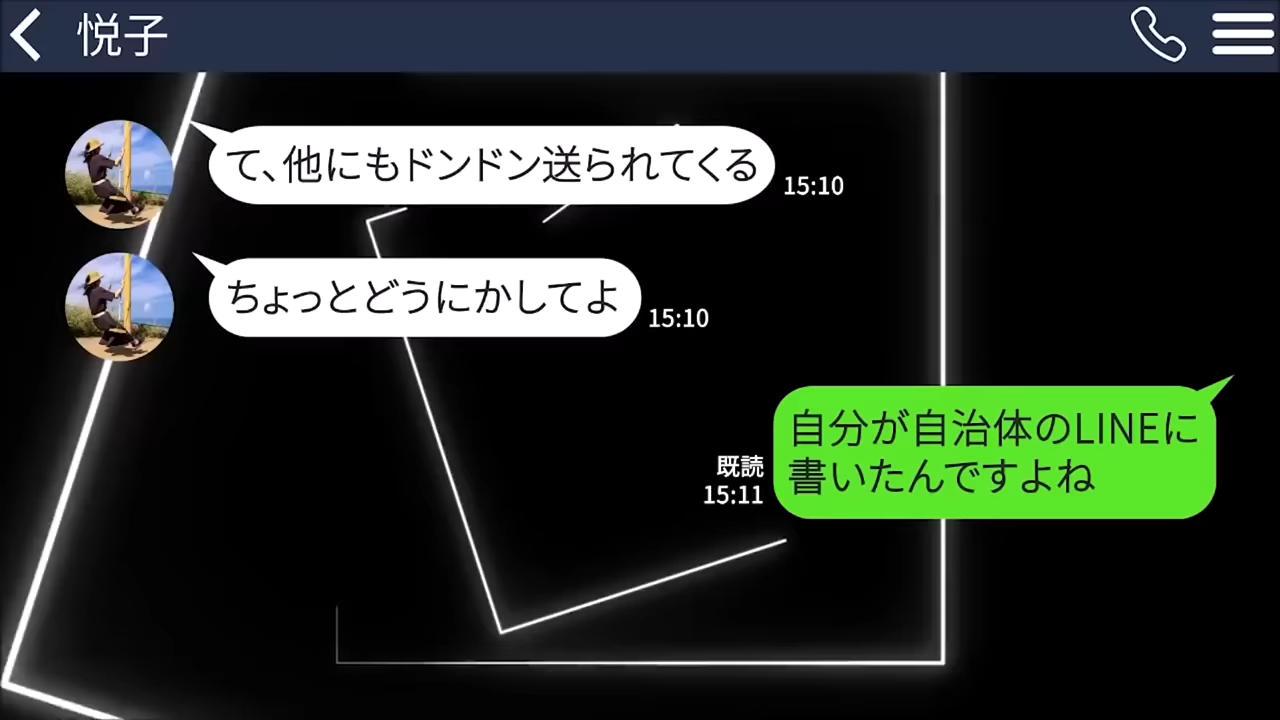 悦子
て、他にもドンドン送られてくる
15:10
ちょっとどうにかしてよ
15:10
自分が自治体のLINEに
書いたんですよね
既読
15:11